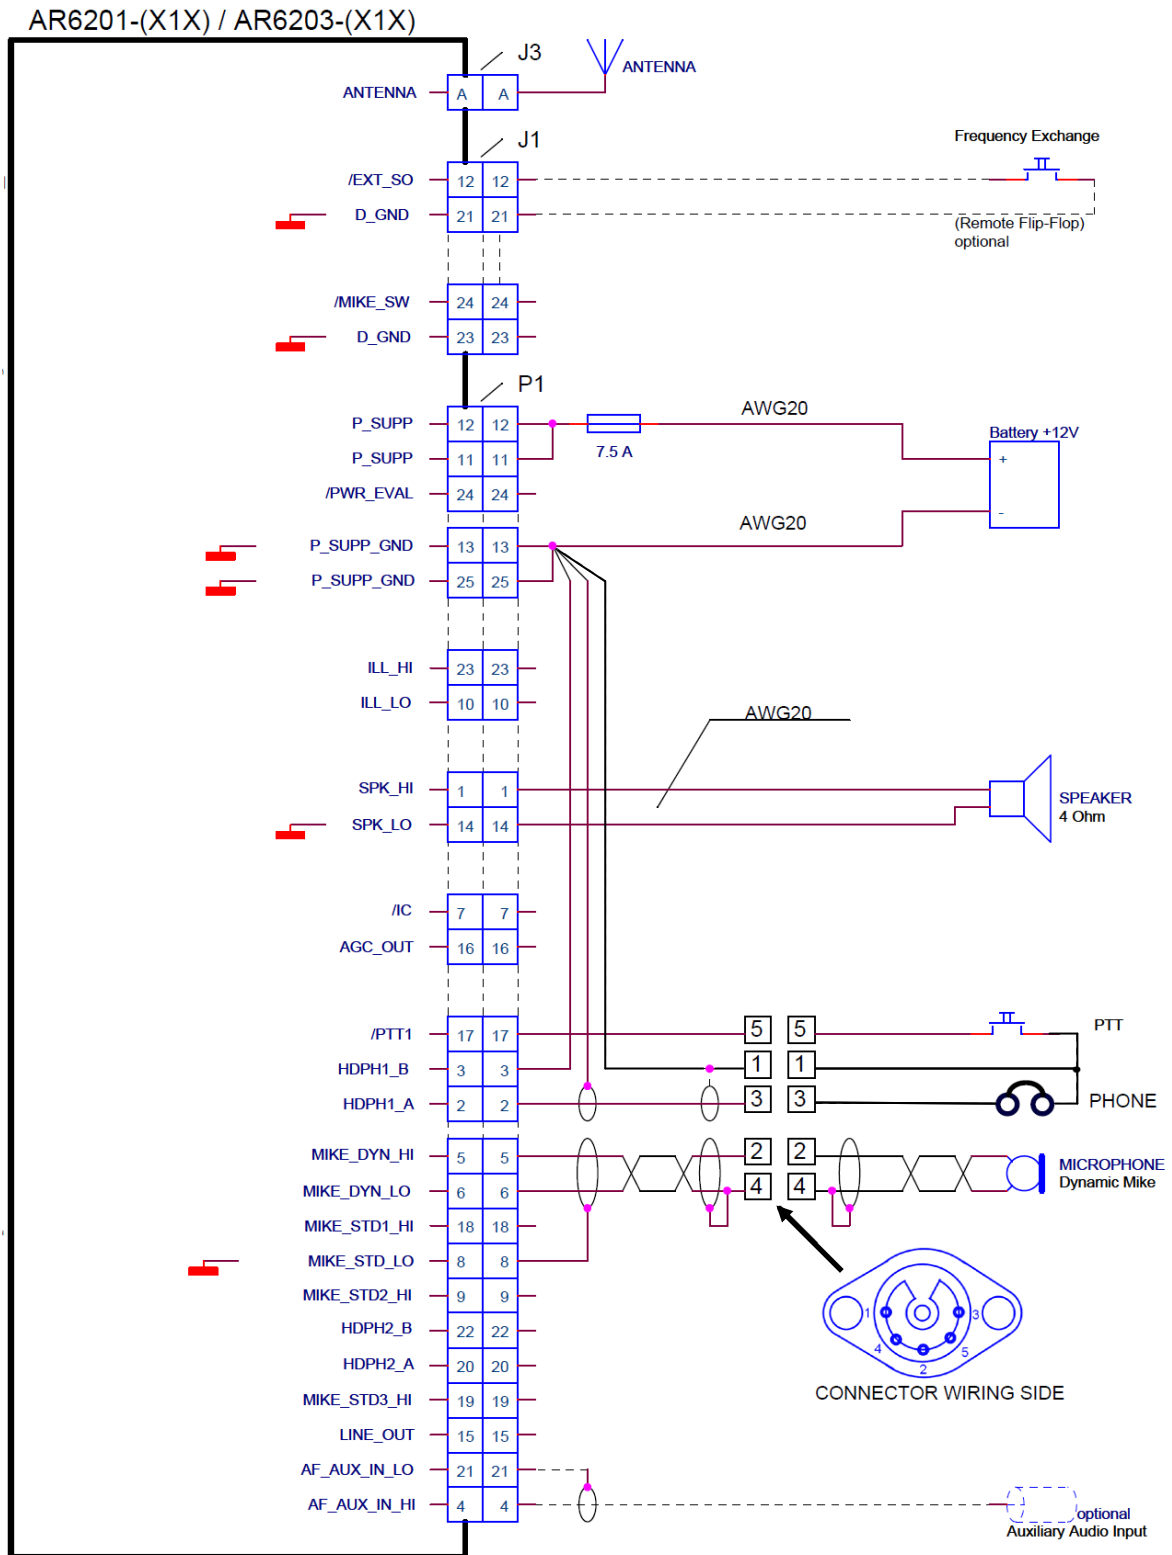 AR6201-(X1X) / AR6203-(X1X)
J3
ANTENNA
ANTENNA A A
J1
Frequency Exchange
/EXT_SO 12 12
D_GND 21 21
(Remote Flip-Flop)
optional
/MIKE_SW 24 24
D_GND 23 23
P1
AWG20
P_SUPP 12 12
Battery +12V
7.5 A
P_SUPP 11 11
+
/PWR_EVAL 24 24
-
AWG20
P_SUPP_GND 13 13
P_SUPP_GND 25 25
ILL_HI 23 23
ILL_LO 10 10
AWG20
SPK_HI 1 1
SPEAKER
4 Ohm
SPK_LO 14 14
/IC 7 7
AGC_OUT 16 16
/PTT1 17 17 5 5 PTT
HDPH1_B 3 3 1 1
HDPH1_A 2 2 3 3 PHONE
MIKE_DYN_HI 5 5 2 2
MICROPHONE
Dynamic Mike
MIKE_DYN_LO 6 6 4 4
MIKE_STD1_HI 18 18
MIKE_STD_LO 8 8
MIKE_STD2_HI 9 9
1 3
HDPH2_B 22 22
4 5
2
HDPH2_A 20 20
CONNECTOR WIRING SIDE
MIKE_STD3_HI 19 19
LINE_OUT 15 15
AF_AUX_IN_LO 21 21
AF_AUX_IN_HI 4 4
optional
Auxiliary Audio Input